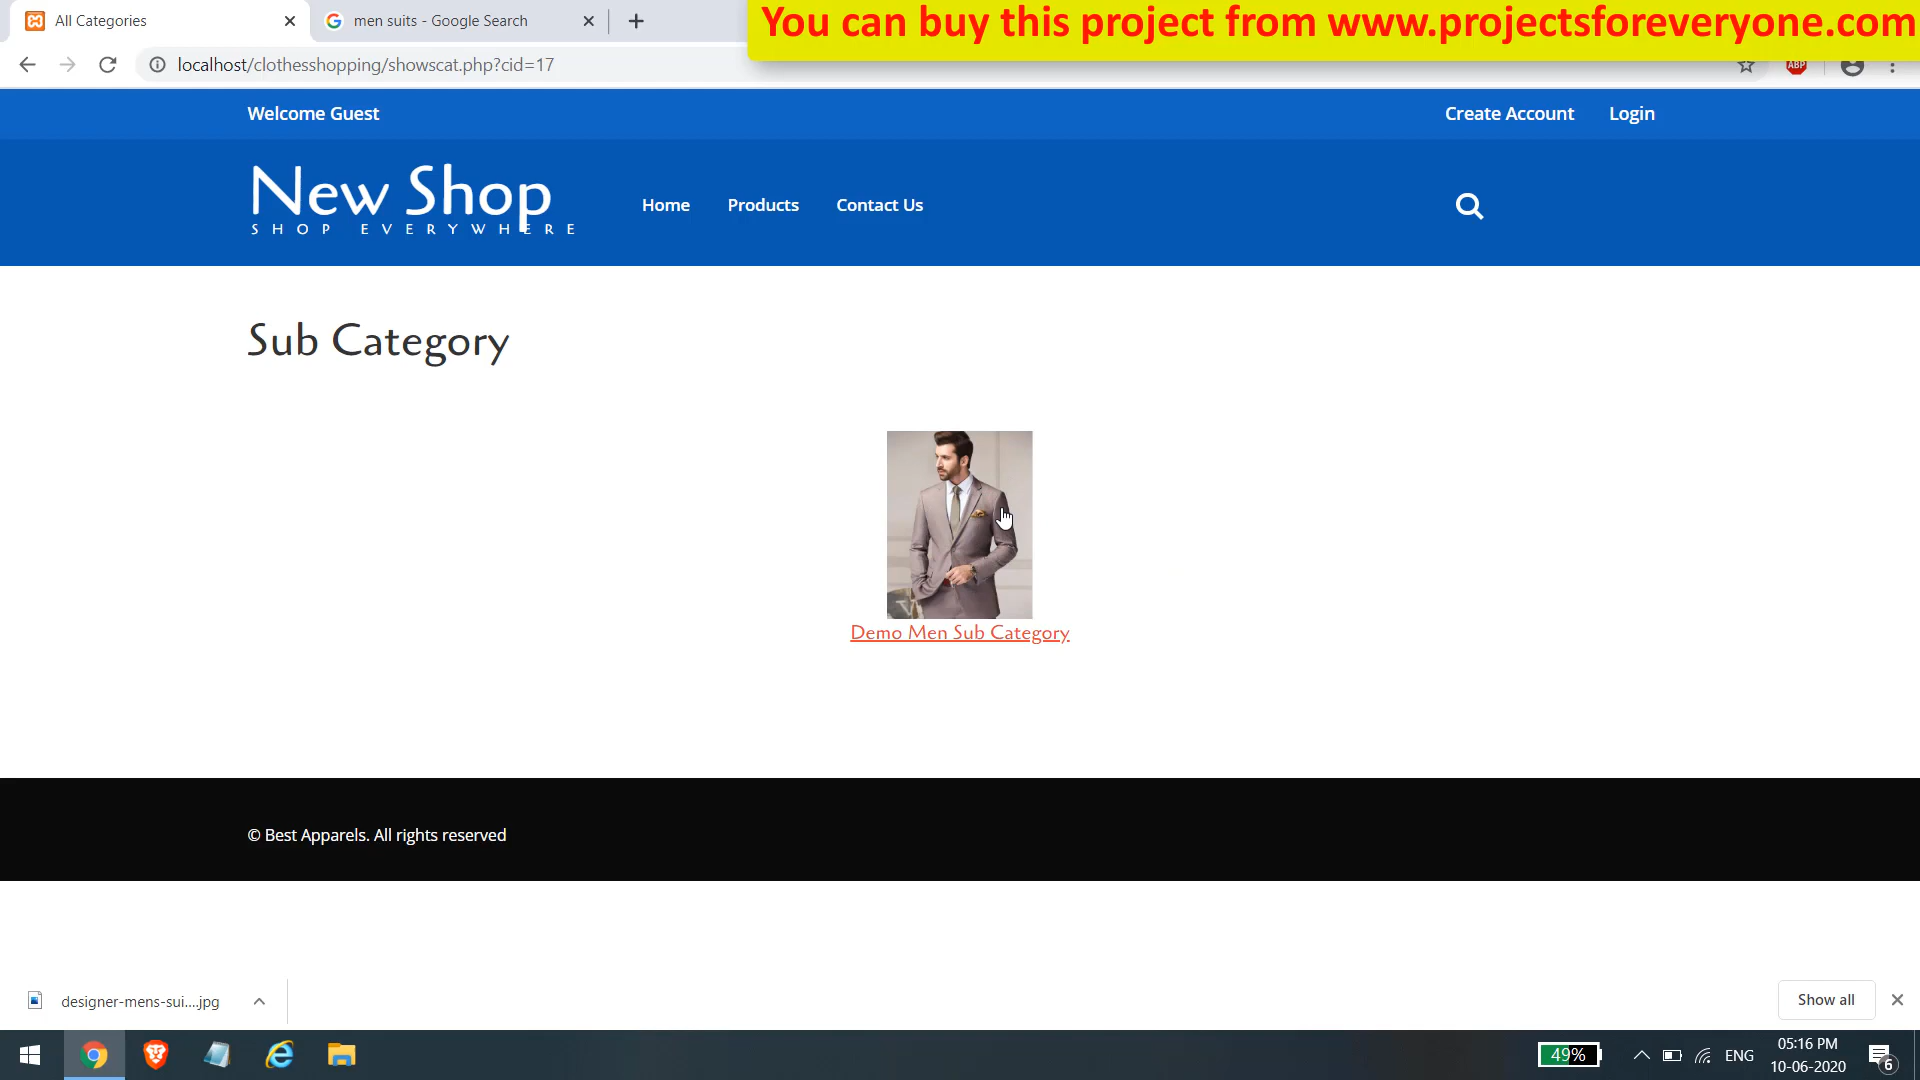 All Categories
men suits - Google Search
You can buy this project from www.projectsforeveryone.com
localhost/clothesshopping/showscat.php?cid=17
ABP
Welcome Guest
Create Account
Login
New Shop
SHOP EVERYWHERE
Home
Products
Contact Us
Sub Category
Demo Men Sub Category
© Best Apparels. All rights reserved
designer-mens-sui....jpg
Show all
49%
ENG
05:16 PM
10-06-2020
6